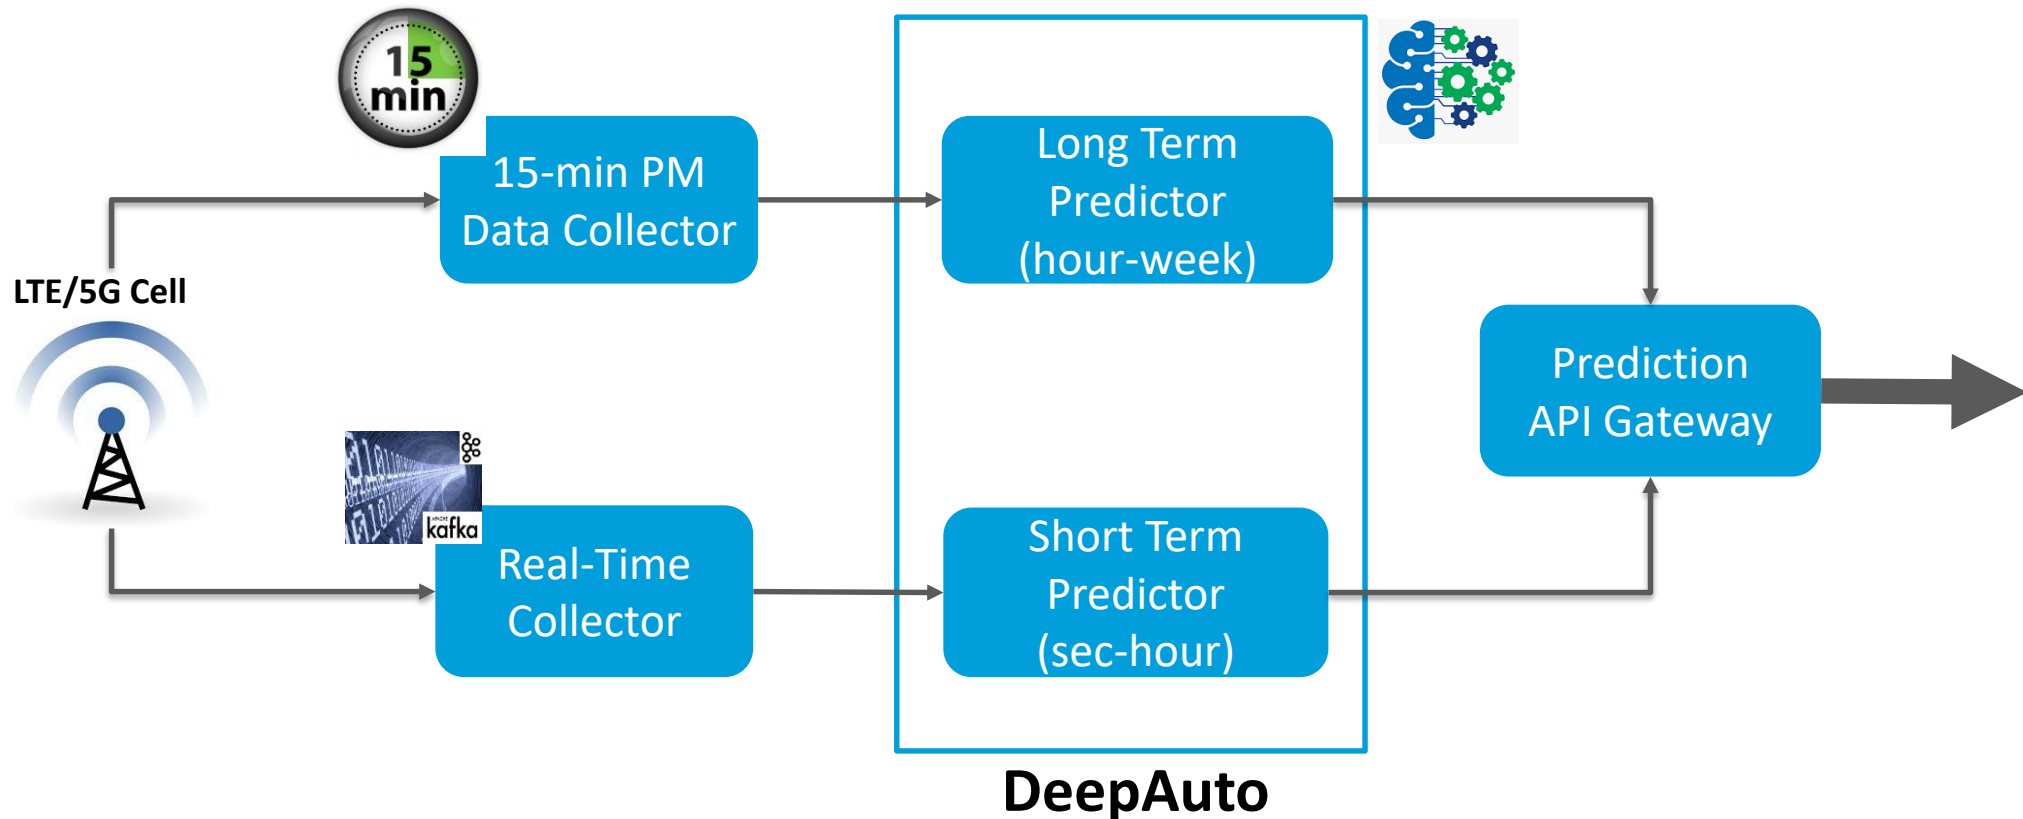 15
min
15-min PM
Data Collector
Long Term
Predictor
(hour-week)
LTE/5G Cell
Prediction
API Gateway
APACHE
kafka
Real-Time
Collector
Short Term
Predictor
(sec-hour)
DeepAuto